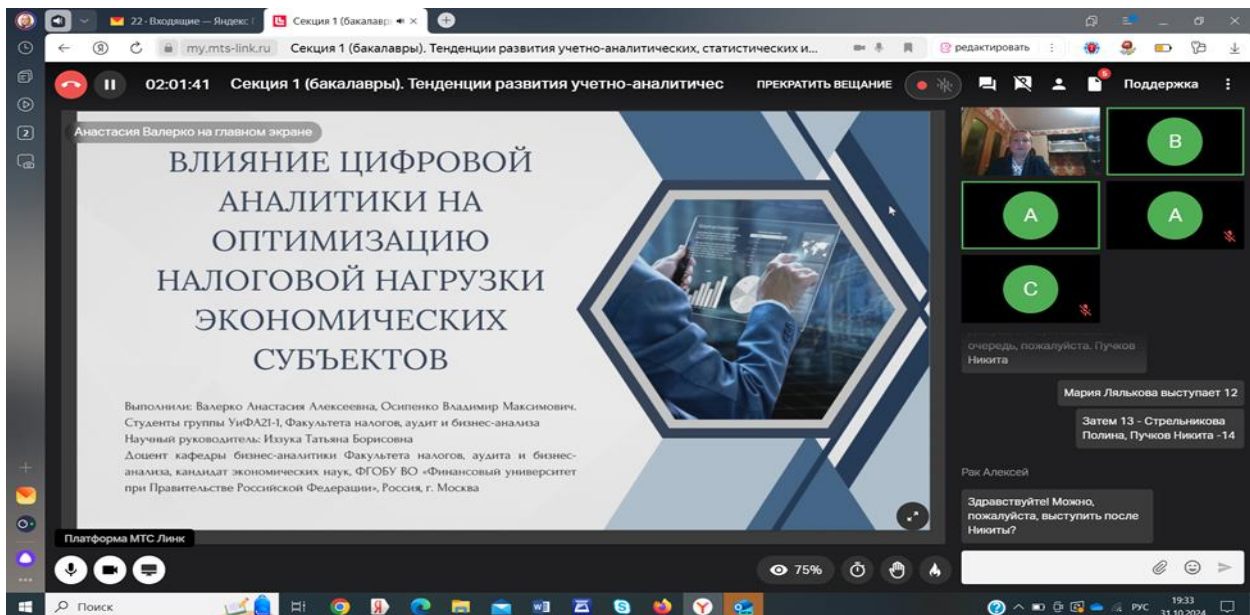 22 · Входящие — Яндекс
Секция 1 (бакалавр
my.mts-link.ru Секция 1 (бакалавры). Тенденции развития учетно-аналитических, статистических и...
редактировать
2
02:01:41 Секция 1 (бакалавры). Тенденции развития учетно-аналитичес
ПРЕКРАТИТЬ ВЕЩАНИЕ
5
Поддержка
Анастасия Валерко на главном экране
ВЛИЯНИЕ ЦИФРОВОЙ
АНАЛИТИКИ НА
ОПТИМИЗАЦИЮ
НАЛОГОВОЙ НАГРУЗКИ
ЭКОНОМИЧЕСКИХ
СУБЪЕКТОВ
Выполнили: Валерко Анастасия Алексеевна, Осипенко Владимир Максимович.
Студенты группы УиФА21-1, Факультета налогов, аудит и бизнес-анализа
Научный руководитель: Иззука Татьяна Борисовна
Доцент кафедры бизнес-аналитики Факультета налогов, аудита и бизнес-
анализа, кандидат экономических наук, ФГОБУ ВО «Финансовый университет
при Правительстве Российской Федерации», Россия, г. Москва
B
A
A
C
очередь, пожалуйста. Пучков
Никита
Мария Лялькова выступает 12
Затем 13 - Стрельникова
Полина, Пучков Никита -14
Рак Алексей
Здравствуйте! Можно,
пожалуйста, выступить после
Никиты?
Платформа МТС Линк
75%
Поиск
РУС
19:33
31.10.2024